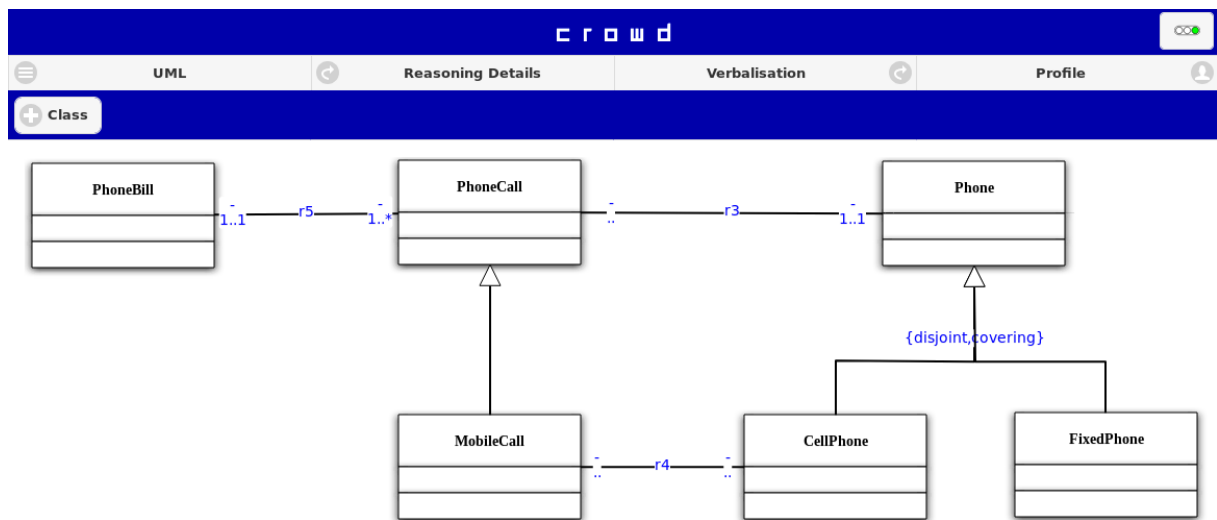 crowd
UML
Reasoning Details
Verbalisation
Profile
Class
PhoneBill
PhoneCall
Phone
-
1..1
r5
-
1..*
-
..
r3
-
1..1
{disjoint,covering}
MobileCall
CellPhone
FixedPhone
-
..
r4
-
..